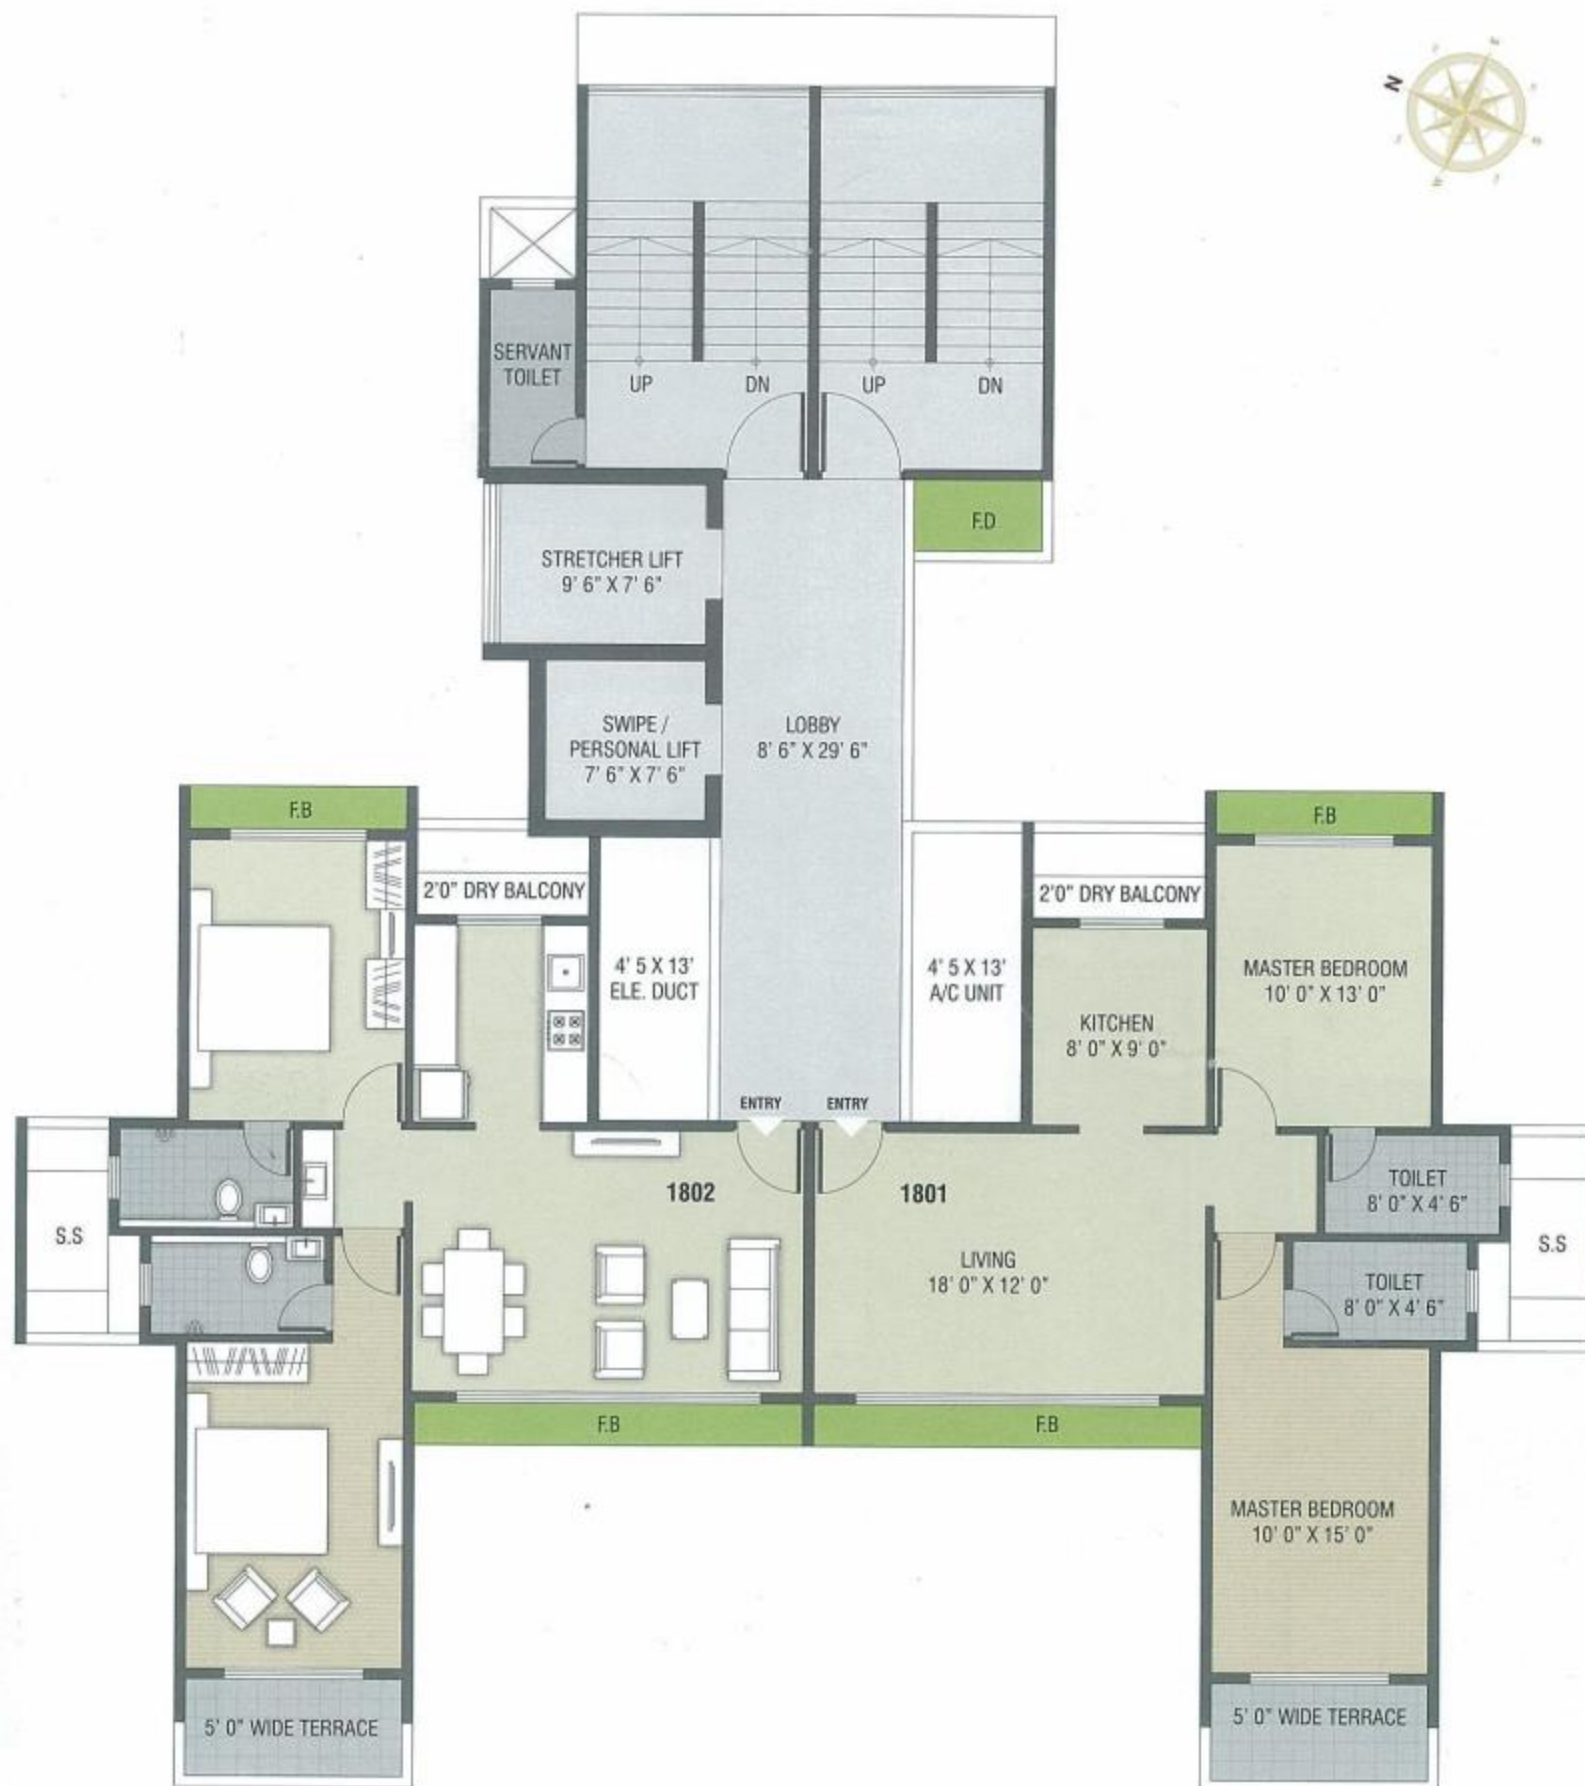 N
SERVANT
TOILET
UP
DN
UP
DN
F.D
STRETCHER LIFT
9' 6" X 7' 6"
SWIPE /
PERSONAL LIFT
7' 6" X 7' 6"
LOBBY
8' 6" X 29' 6"
F.B
F.B
2'0" DRY BALCONY
2'0" DRY BALCONY
4' 5 X 13'
ELE. DUCT
4' 5 X 13'
A/C UNIT
MASTER BEDROOM
10' 0" X 13' 0"
KITCHEN
8' 0" X 9' 0"
ENTRY
ENTRY
1802
1801
TOILET
8' 0" X 4' 6"
S.S
S.S
LIVING
18' 0" X 12' 0"
TOILET
8' 0" X 4' 6"
F.B
F.B
MASTER BEDROOM
10' 0" X 15' 0"
5' 0" WIDE TERRACE
5' 0" WIDE TERRACE